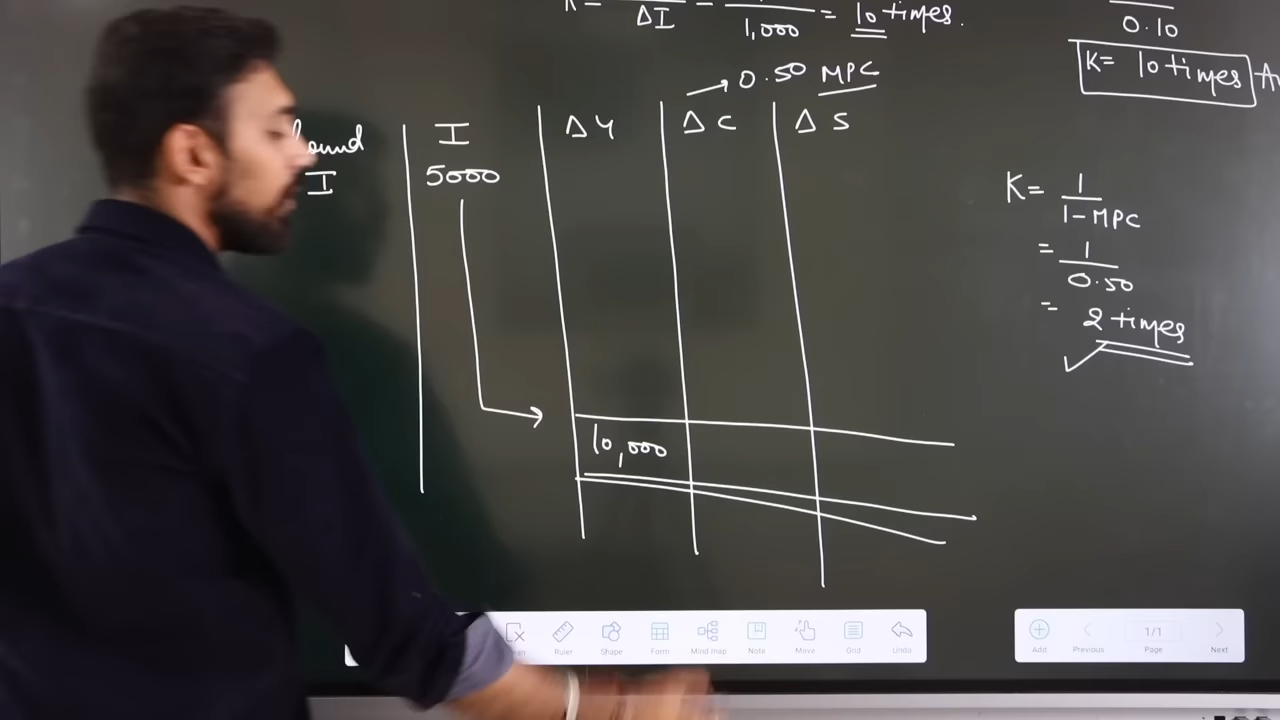 ΔI
1,000
= 10 times.
0.10
K= 10 times
→ 0.50 MPC
ound I ΔY ΔC ΔS
I 5000
K= 1
1-MPC
= 1
0.50
= 2 times
10,000
Ruler Shape Form Mind map Note Move Grid Undo
Add Previous 1/1 Page Next